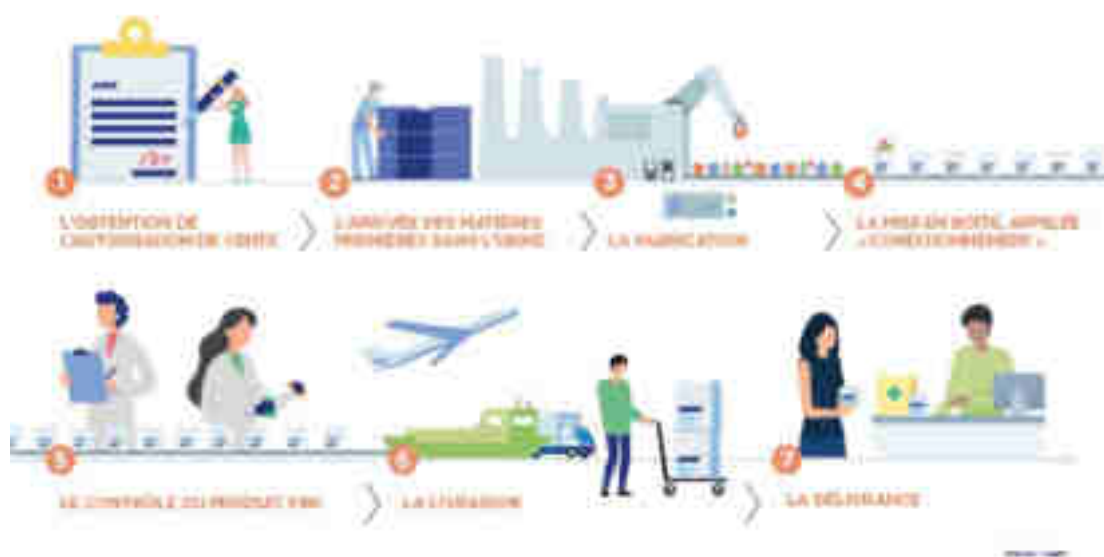 1
L'OBTENTION DE
L'AUTORISATION DE VENTE
2
L'ARRIVÉE DES MATIÈRES
PREMIÈRES DANS L'USINE
3
LA FABRICATION
4
LA MISE EN BOITE, APPELÉE
« CONDITIONNEMENT »
5
LE CONTRÔLE DU PRODUIT FINI
6
LA LIVRAISON
7
LA DÉLIVRANCE